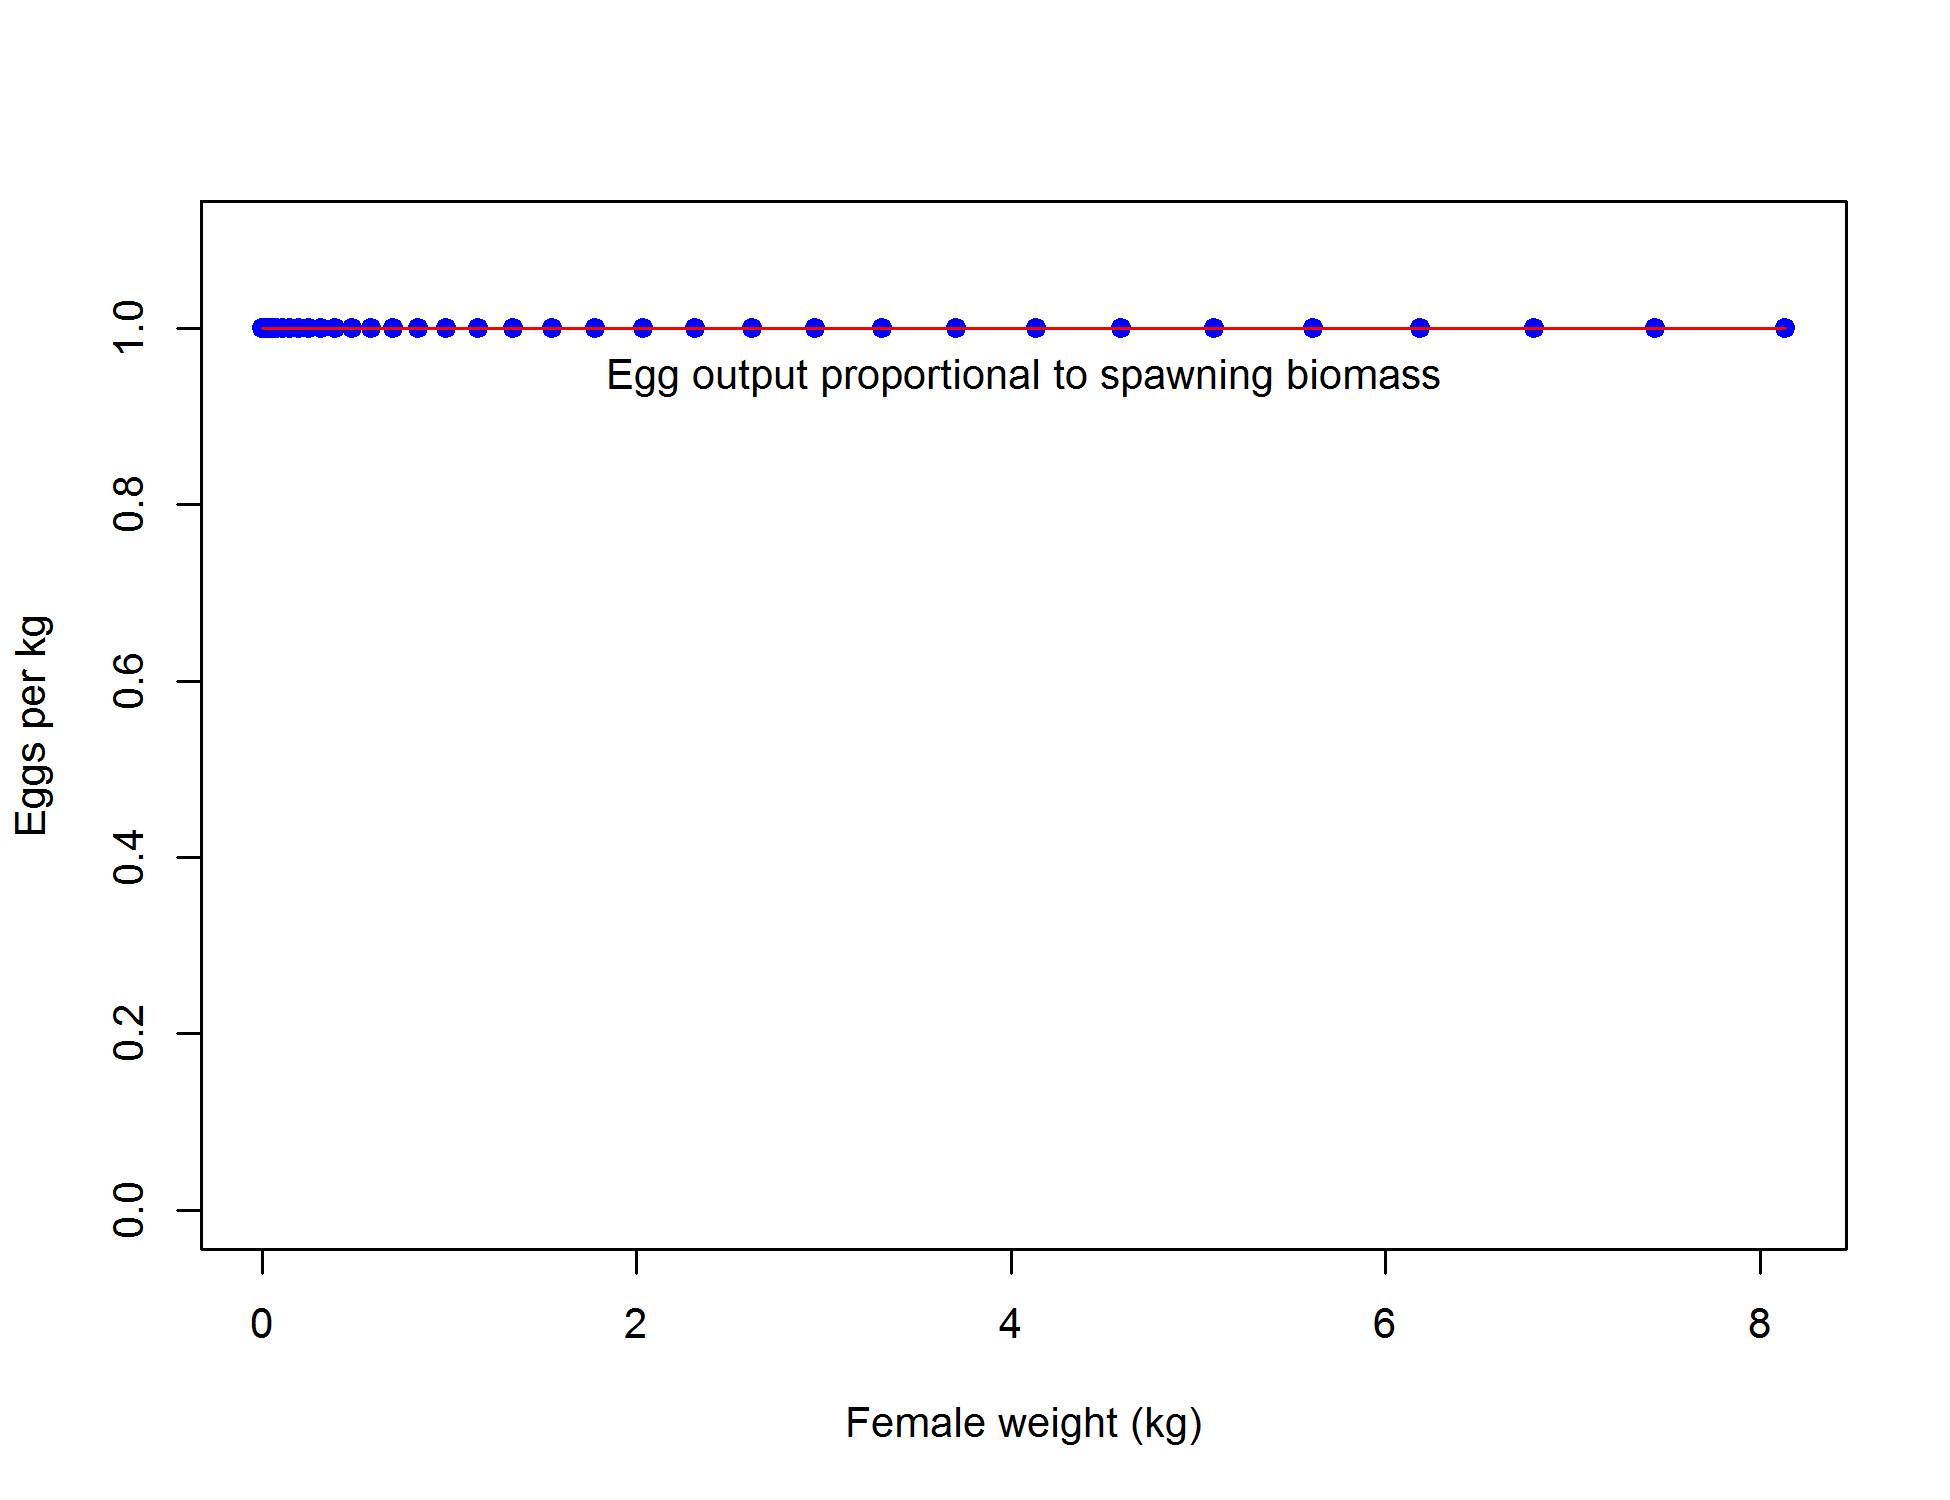 Egg output proportional to spawning biomass
Eggs per kg
1.0
0.8
0.6
0.4
0.2
0.0
0 2 4 6 8
Female weight (kg)